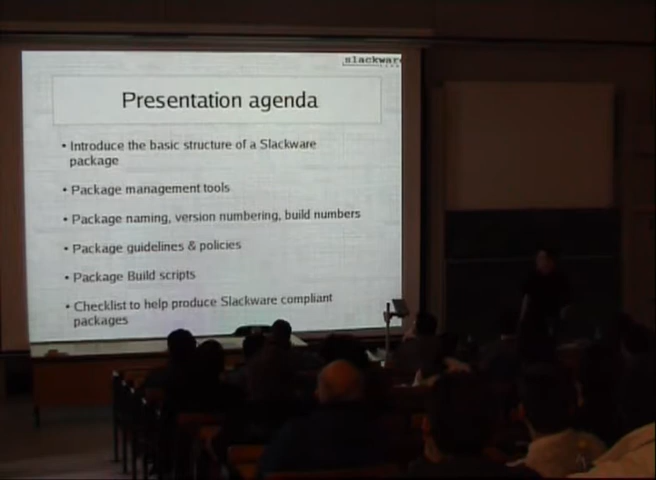 slackware
Presentation agenda
• Introduce the basic structure of a Slackware
package
• Package management tools
• Package naming, version numbering, build numbers
• Package guidelines & policies
• Package Build scripts
• Checklist to help produce Slackware compliant
packages